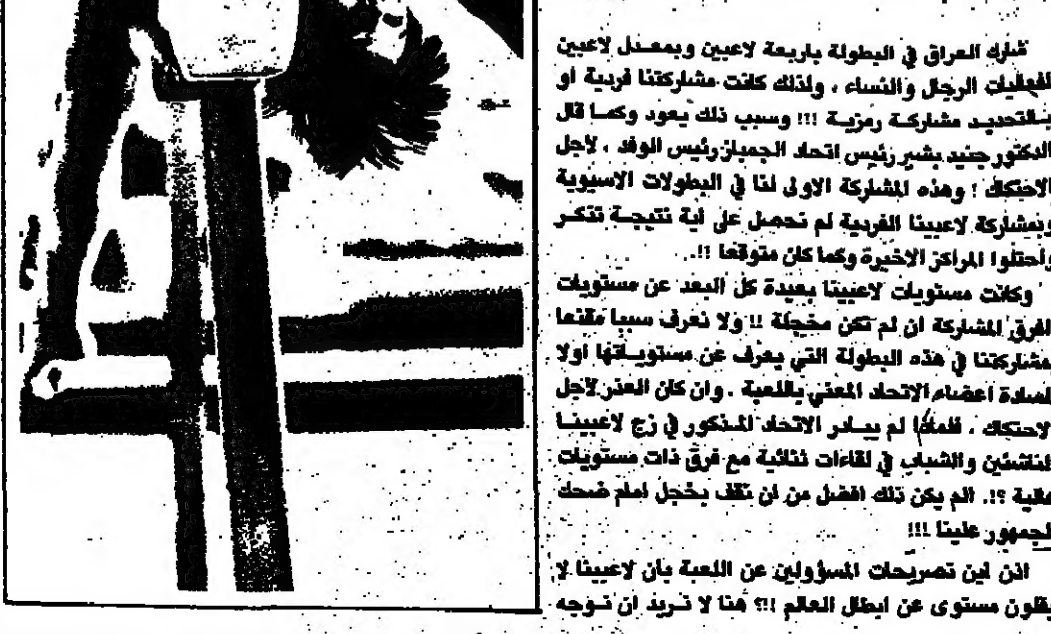 شارك العراق في البطولة باربعة لاعبين وبمعدل لاعبين
لفعاليات الرجال والنساء ، ولذلك كانت مشاركتنا فردية او
بالتحديد مشاركة رمزية !!! وسبب ذلك يعود وكما قال
الدكتور جنيد بشير رئيس اتحاد الجمباز رئيس الوفد ، لاجل
الاحتكاك ! وهذه المشاركة الاولى لنا في البطولات الاسيوية
وبمشاركة لاعبينا الفردية لم نحصل على اية نتيجة تذكر
واحتلوا المراكز الاخيرة وكما كان متوقعا !!.
وكانت مستويات لاعبينا بعيدة كل البعد عن مستويات
الفرق المشاركة ان لم تكن مخجلة !! ولا نعرف سببا مقنعا
لمشاركتنا في هذه البطولة التي يعرف عن مستوياتها اولا
السادة اعضاء الاتحاد المعني باللعبة . وان كان العذر لاجل
الاحتكاك ، فلماذا لم يبادر الاتحاد المذكور في زج لاعبينا
الناشئين والشباب في لقاءات ثنائية مع فرق ذات مستويات
عالية ؟!. الم يكن ذلك افضل من ان نقف بخجل امام ضحك
الجمهور علينا !!!
اذن اين تصريحات المسؤولين عن اللعبة بان لاعبينا لا
يقلون مستوى عن ابطال العالم !!؟ هنا لا نريد ان نوجه